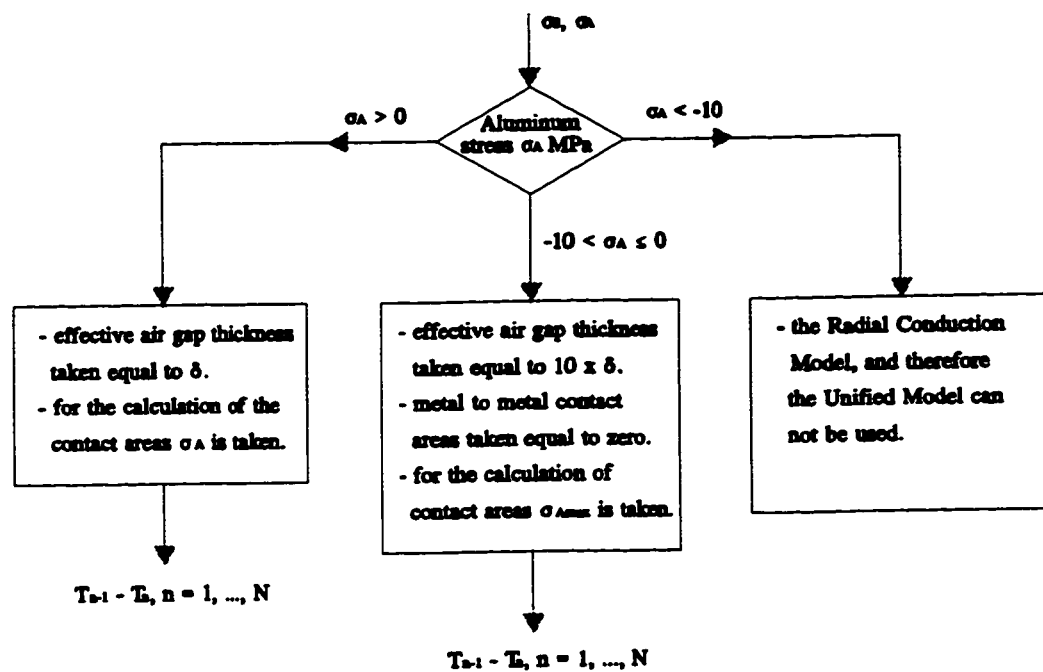 σs, σA
σA > 0
Aluminum
stress σA MPa
σA < -10
-10 < σA ≤ 0
- effective air gap thickness
taken equal to δ.
- for the calculation of the
contact areas σA is taken.
- effective air gap thickness
taken equal to 10 x δ.
- metal to metal contact
areas taken equal to zero.
- for the calculation of
contact areas σAmax is taken.
- the Radial Conduction
Model, and therefore
the Unified Model can
not be used.
Tn-1 - Tn, n = 1, ..., N
Tn-1 - Tn, n = 1, ..., N